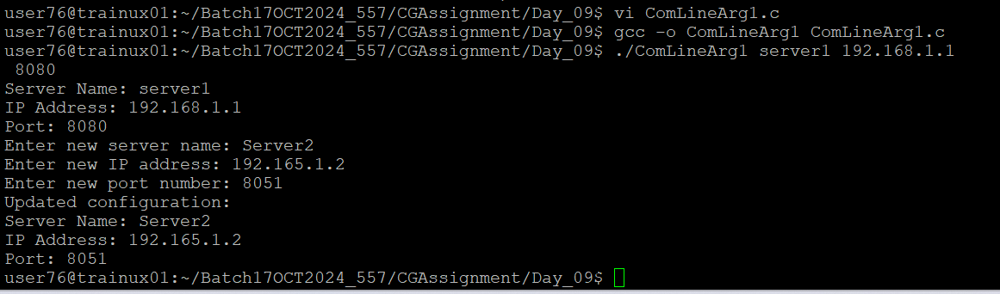 user76@trainux01:~/Batch17OCT2024_557/CGAssignment/Day_09$ vi ComLineArg1.c
user76@trainux01:~/Batch17OCT2024_557/CGAssignment/Day_09$ gcc -o ComLineArg1 ComLineArg1.c
user76@trainux01:~/Batch17OCT2024_557/CGAssignment/Day_09$ ./ComLineArg1 server1 192.168.1.1
 8080
Server Name: server1
IP Address: 192.168.1.1
Port: 8080
Enter new server name: Server2
Enter new IP address: 192.165.1.2
Enter new port number: 8051
Updated configuration:
Server Name: Server2
IP Address: 192.165.1.2
Port: 8051
user76@trainux01:~/Batch17OCT2024_557/CGAssignment/Day_09$